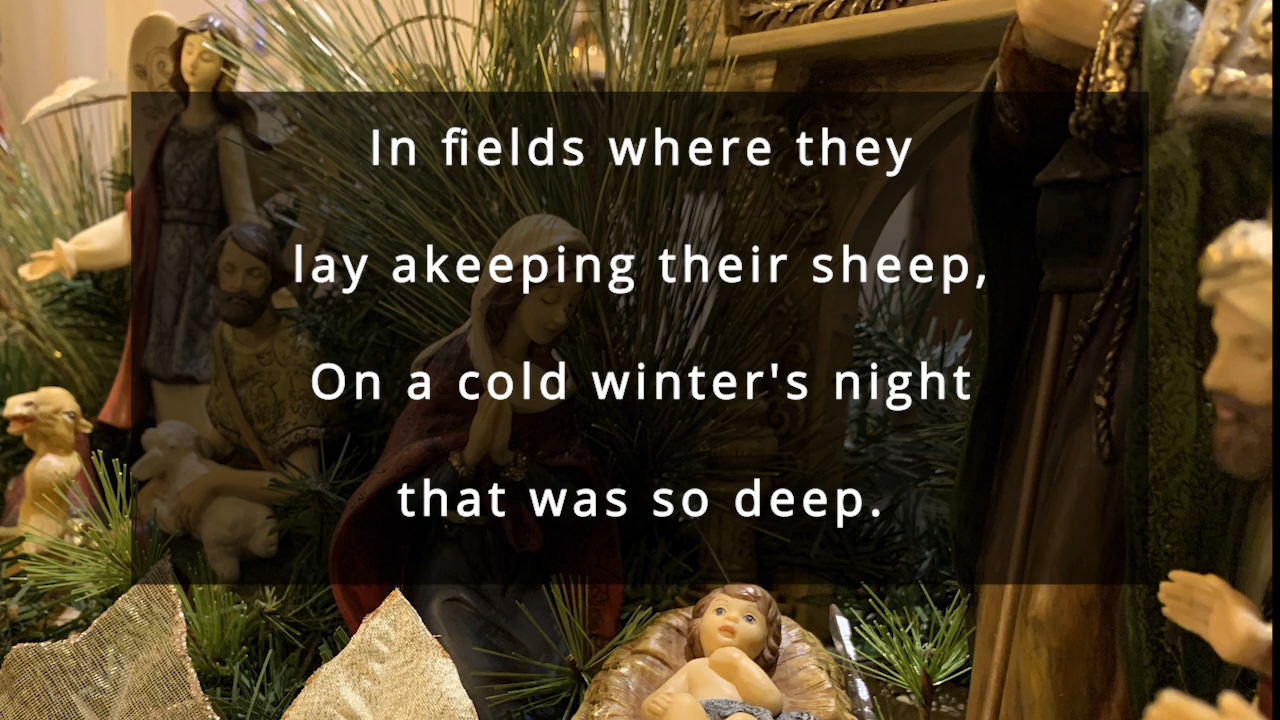 In fields where they
lay akeeping their sheep,
On a cold winter's night
that was so deep.